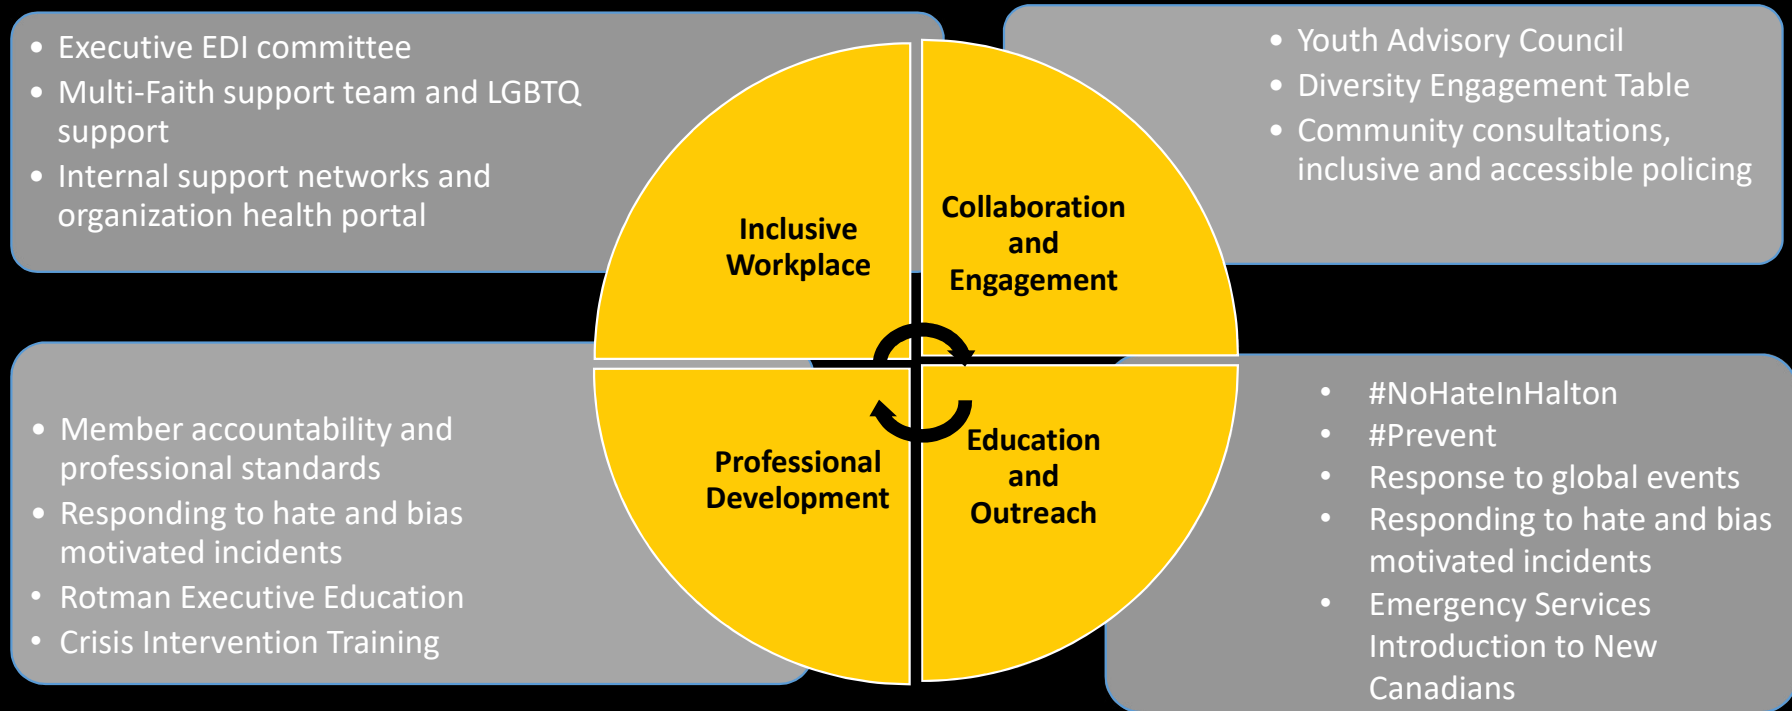 • Executive EDI committee
• Multi-Faith support team and LGBTQ
support
• Internal support networks and
organization health portal
• Youth Advisory Council
• Diversity Engagement Table
• Community consultations,
inclusive and accessible policing
Inclusive
Workplace
Collaboration
and
Engagement
Professional
Development
Education
and
Outreach
• Member accountability and
professional standards
• Responding to hate and bias
motivated incidents
• Rotman Executive Education
• Crisis Intervention Training
• #NoHateInHalton
• #Prevent
• Response to global events
• Responding to hate and bias
motivated incidents
• Emergency Services
Introduction to New
Canadians